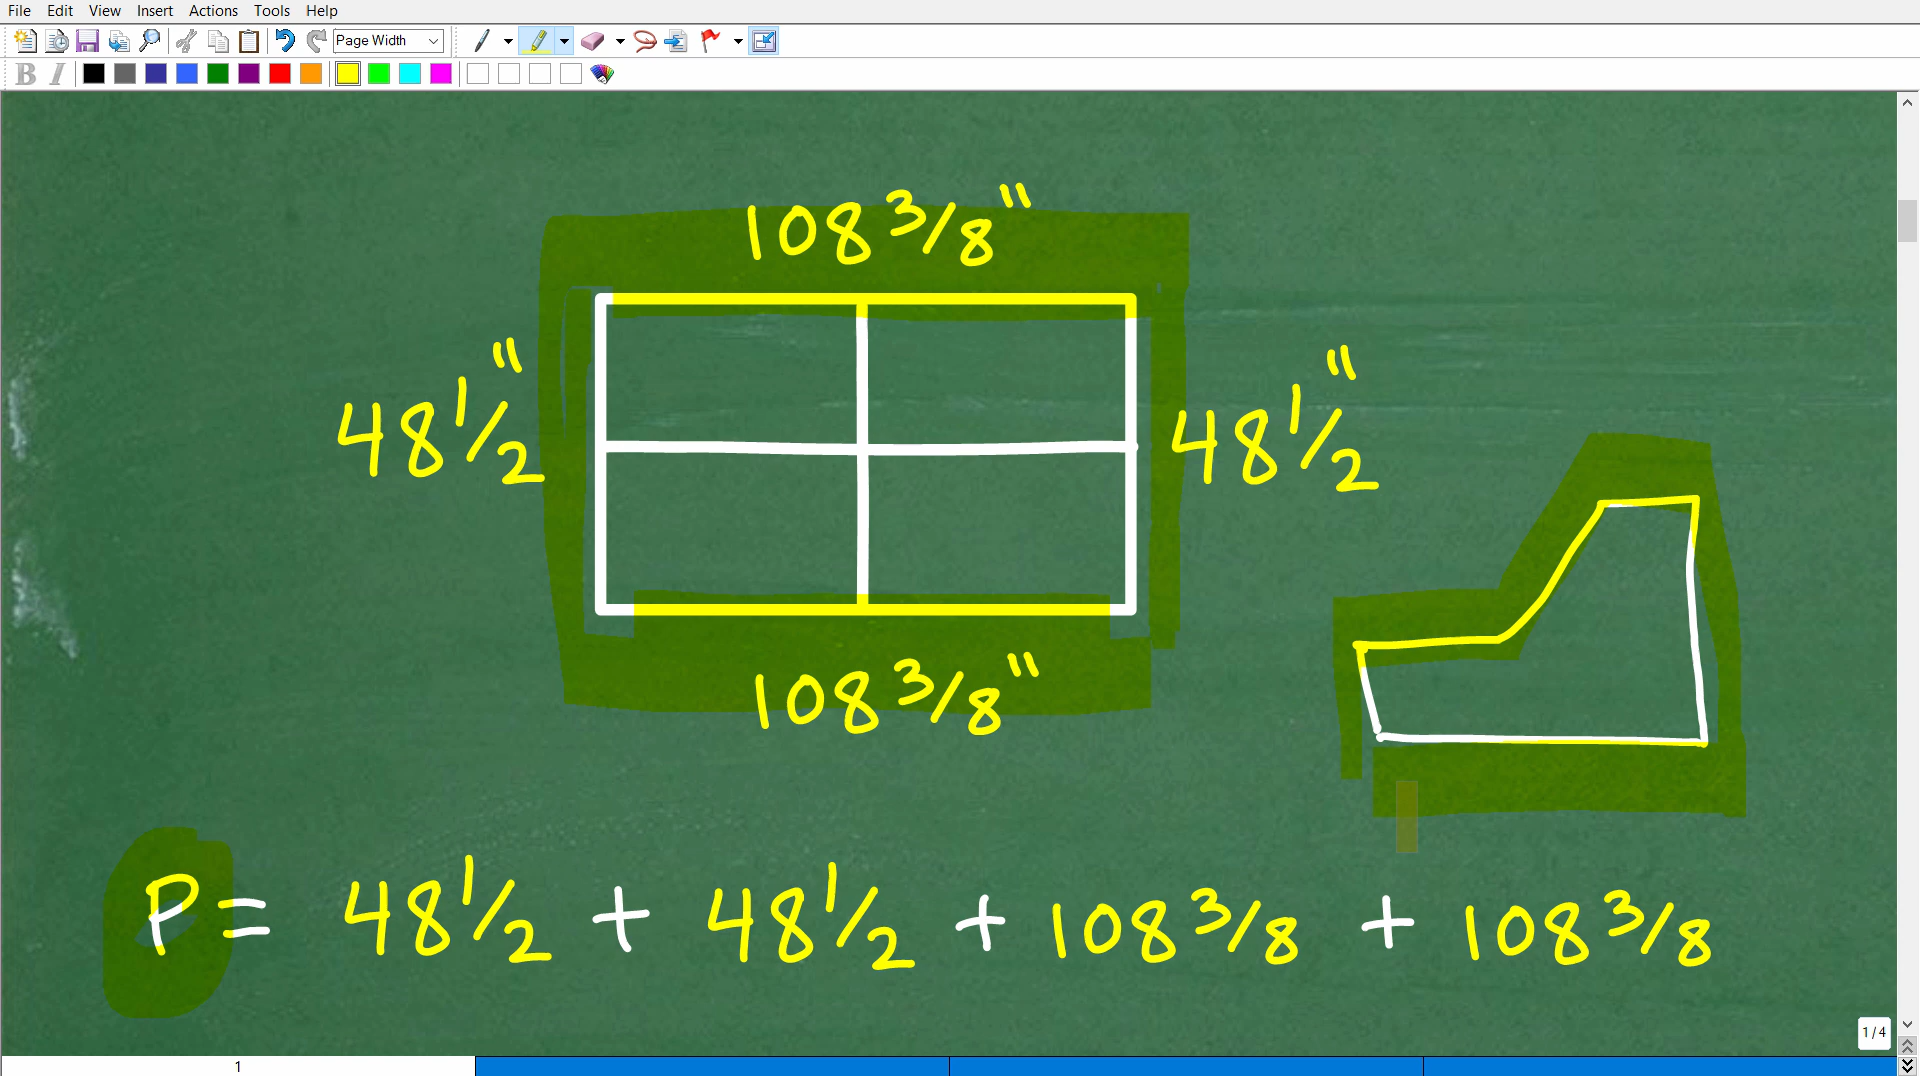 File Edit View Insert Actions Tools Help
Page Width
B I
108 3/8"
48 1/2" 48 1/2"
108 3/8"
P = 48 1/2 + 48 1/2 + 108 3/8 + 108 3/8
1 / 4
1